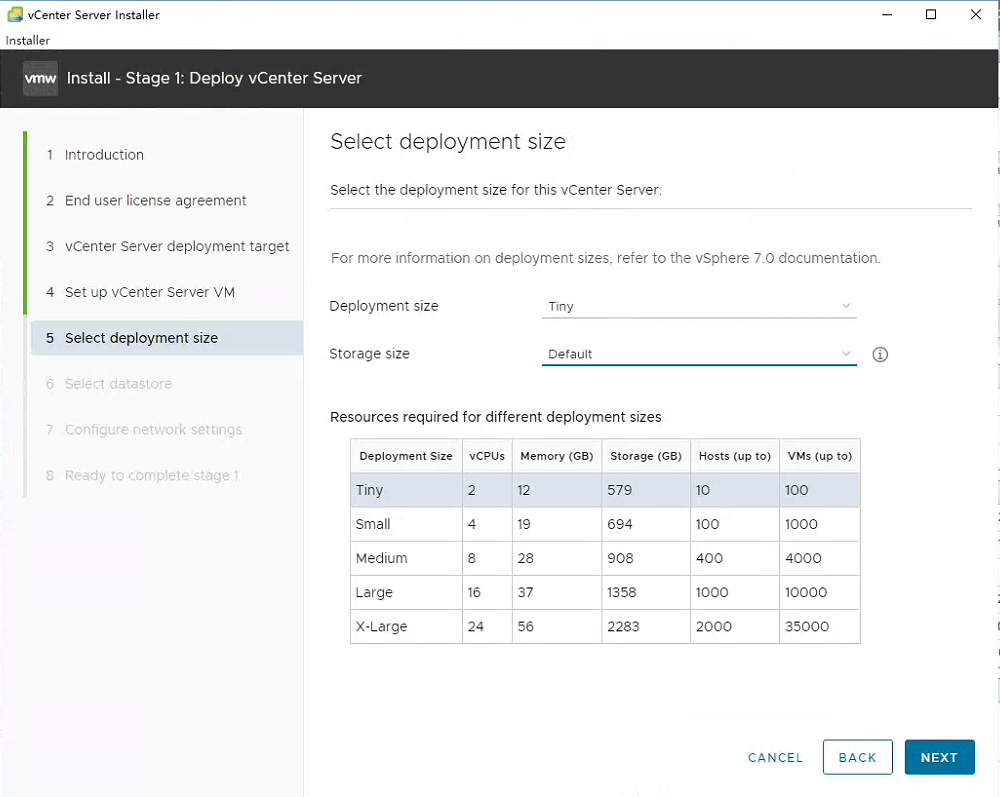 vCenter Server Installer
Installer
vmw Install - Stage 1: Deploy vCenter Server
1 Introduction
2 End user license agreement
3 vCenter Server deployment target
4 Set up vCenter Server VM
5 Select deployment size
6 Select datastore
7 Configure network settings
8 Ready to complete stage 1
Select deployment size
Select the deployment size for this vCenter Server.
For more information on deployment sizes, refer to the vSphere 7.0 documentation.
Deployment size Tiny
Storage size Default
Resources required for different deployment sizes
Deployment Size vCPUs Memory (GB) Storage (GB) Hosts (up to) VMs (up to)
Tiny 2 12 579 10 100
Small 4 19 694 100 1000
Medium 8 28 908 400 4000
Large 16 37 1358 1000 10000
X-Large 24 56 2283 2000 35000
CANCEL BACK NEXT